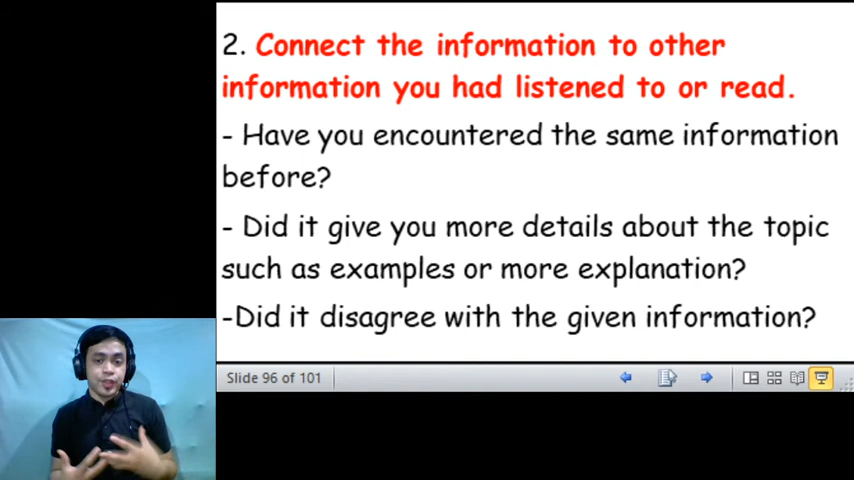 2. Connect the information to other
information you had listened to or read.
- Have you encountered the same information
before?
- Did it give you more details about the topic
such as examples or more explanation?
-Did it disagree with the given information?
Slide 96 of 101